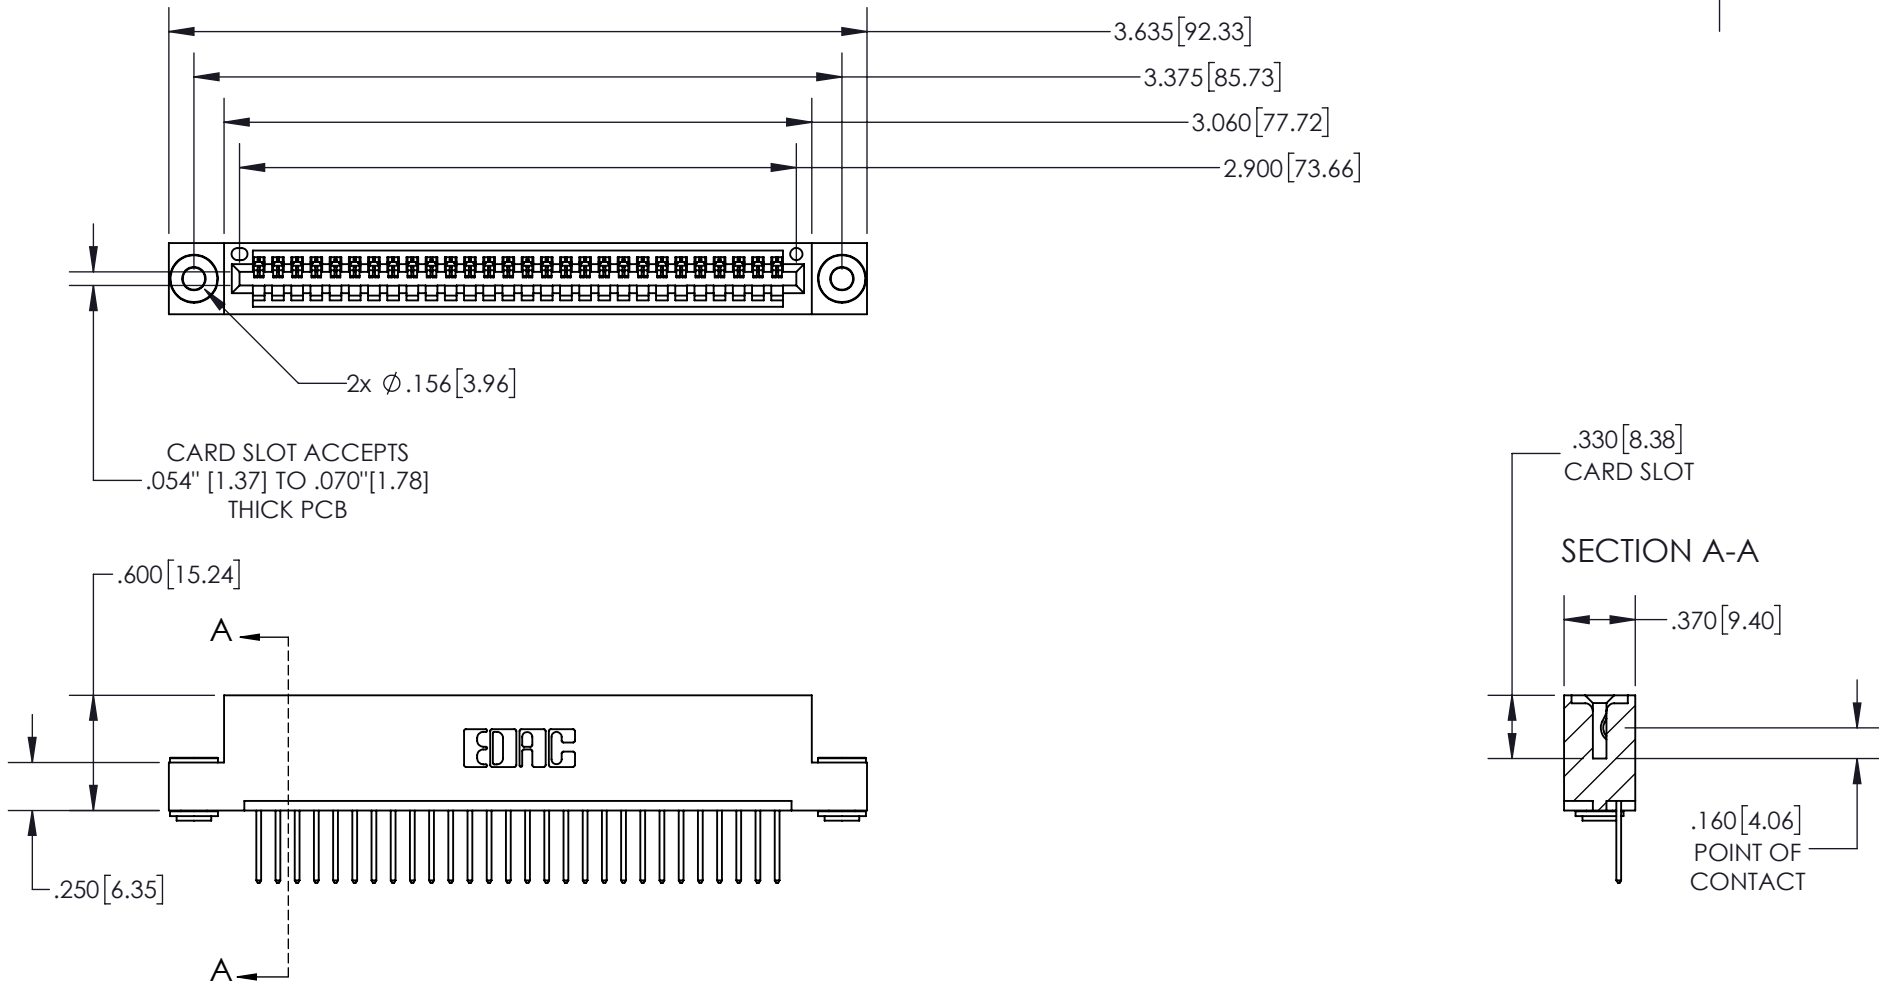 3.635[92.33]
3.375[85.73]
3.060[77.72]
2.900[73.66]
2x ∅.156[3.96]
CARD SLOT ACCEPTS
.054" [1.37] TO .070"[1.78]
THICK PCB
.330[8.38]
CARD SLOT
SECTION A-A
.600[15.24]
.370[9.40]
A
EDAC
.160[4.06]
POINT OF
CONTACT
.250[6.35]
A